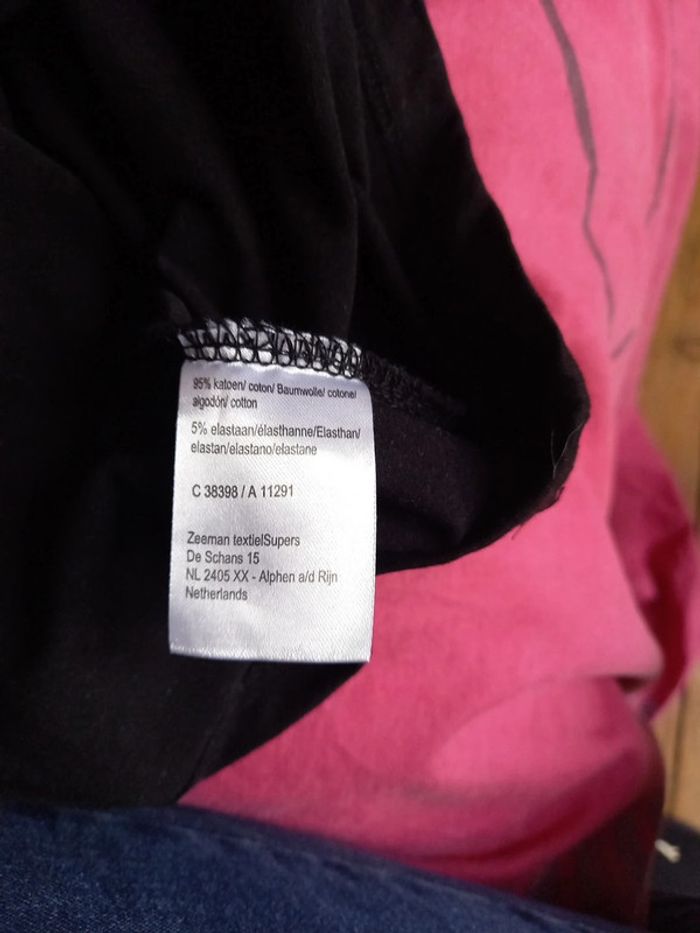 95% katoen/ coton/ Baumwolle/ cotone/
algodón/ cotton
5% elastaan/élasthanne/Elasthan/
elastan/elastano/elastane
C 38398 / A 11291
Zeeman textielSupers
De Schans 15
NL 2405 XX - Alphen a/d Rijn
Netherlands